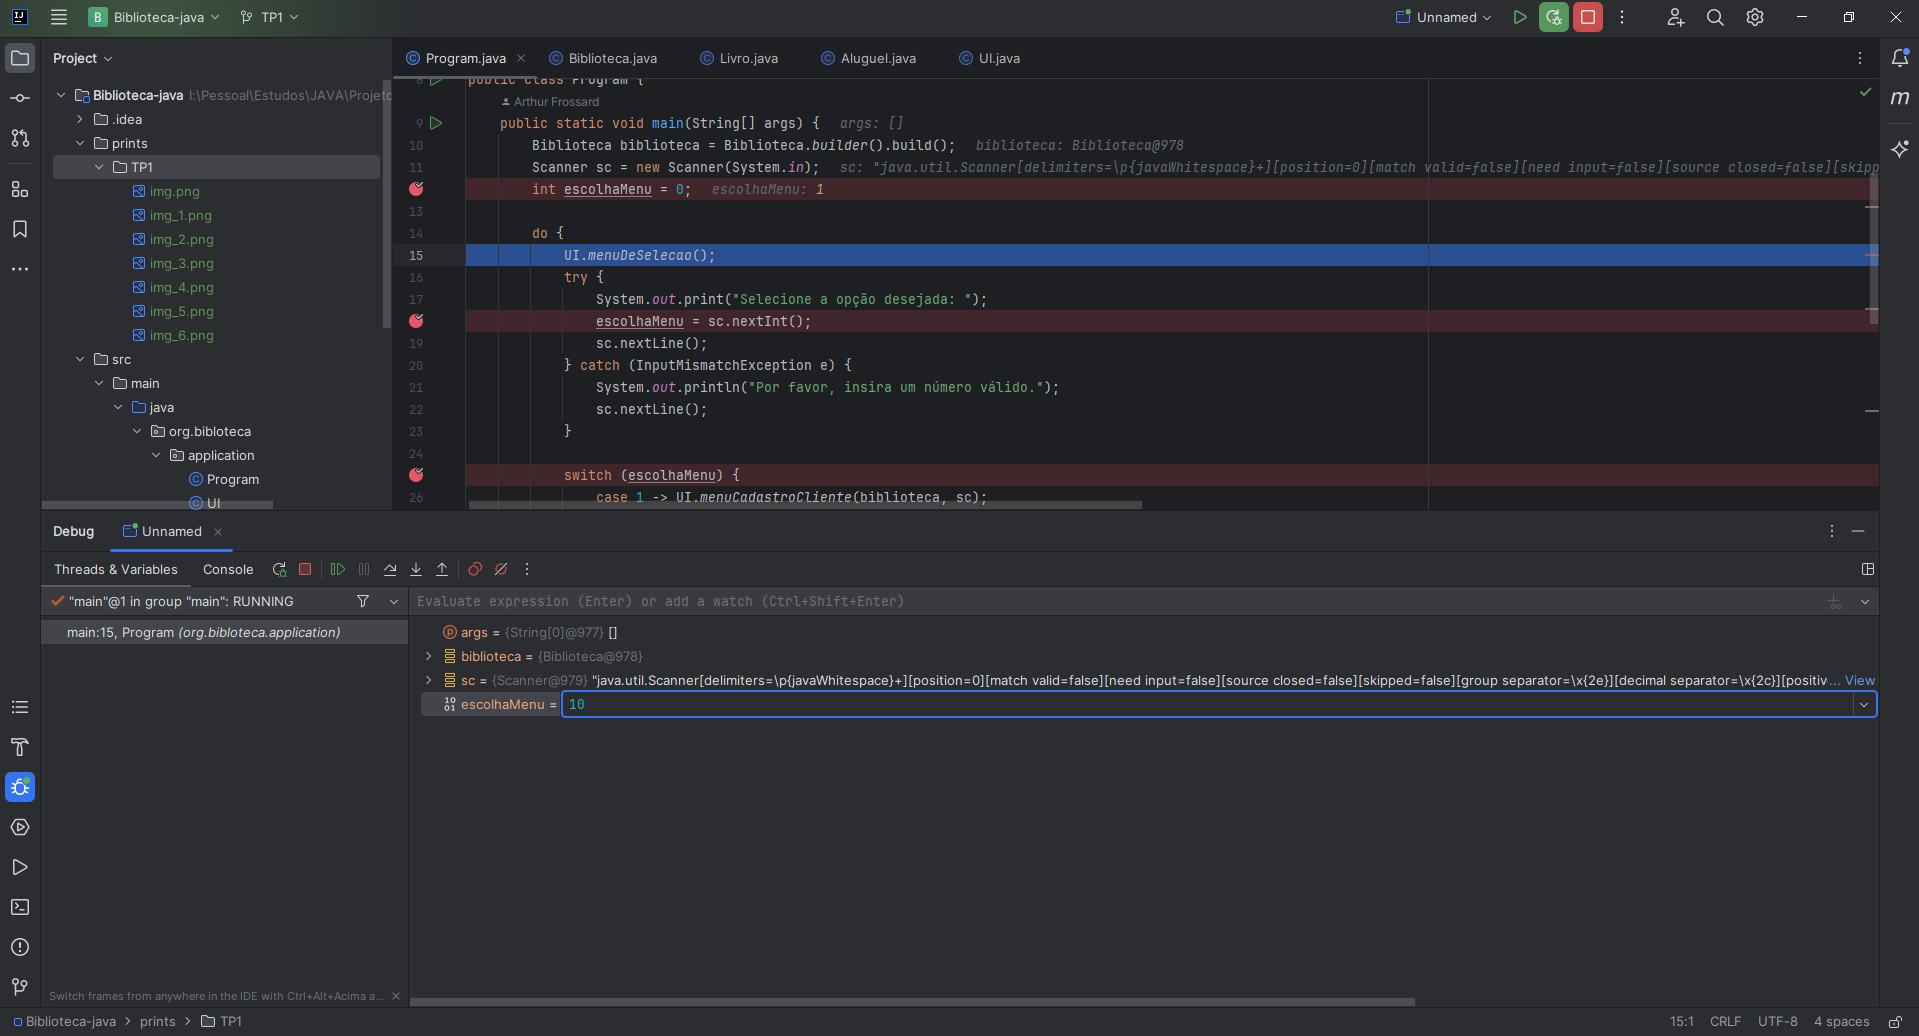 Biblioteca-java
TP1
Unnamed
Project
Program.java
Biblioteca.java
Livro.java
Aluguel.java
UI.java
Biblioteca-java I:\Pessoal\Estudos\JAVA\Projeto
.idea
prints
TP1
img.png
img_1.png
img_2.png
img_3.png
img_4.png
img_5.png
img_6.png
src
main
java
org.bibloteca
application
Program
UI
8 public class Program {
Arthur Frossard
9 public static void main(String[] args) { args: []
10 Biblioteca biblioteca = Biblioteca.builder().build(); biblioteca: Biblioteca@978
11 Scanner sc = new Scanner(System.in); sc: "java.util.Scanner[delimiters=\p{javaWhitespace}+][position=0][match valid=false][need input=false][source closed=false][skipp
int escolhaMenu = 0; escolhaMenu: 1
13
14 do {
15 UI.menuDeSelecao();
16 try {
17 System.out.print("Selecione a opção desejada: ");
escolhaMenu = sc.nextInt();
19 sc.nextLine();
20 } catch (InputMismatchException e) {
21 System.out.println("Por favor, insira um número válido.");
22 sc.nextLine();
23 }
24
switch (escolhaMenu) {
26 case 1 -> UI.menuCadastroCliente(biblioteca, sc);
Debug
Unnamed
Threads & Variables
Console
"main"@1 in group "main": RUNNING
Evaluate expression (Enter) or add a watch (Ctrl+Shift+Enter)
main:15, Program (org.bibloteca.application)
args = {String[0]@977} []
biblioteca = {Biblioteca@978}
sc = {Scanner@979} "java.util.Scanner[delimiters=\p{javaWhitespace}+][position=0][match valid=false][need input=false][source closed=false][skipped=false][group separator=\x{2e}][decimal separator=\x{2c}][positiv... View
escolhaMenu = 10
Switch frames from anywhere in the IDE with Ctrl+Alt+Acima a...
Biblioteca-java > prints > TP1
15:1 CRLF UTF-8 4 spaces